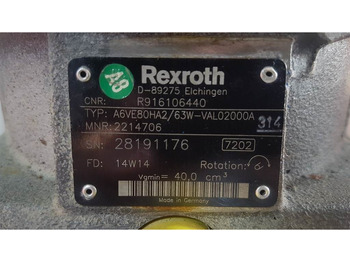 A8
Rexroth
D-89275 Elchingen
CNR: R916106440
TYP: A6VE80HA2/63W-VAL02000A
314
MNR: 2214706
SN: 28191176 7202
FD: 14W14 Rotation:
Vgmin= 40.0 cm³
Made in Germany